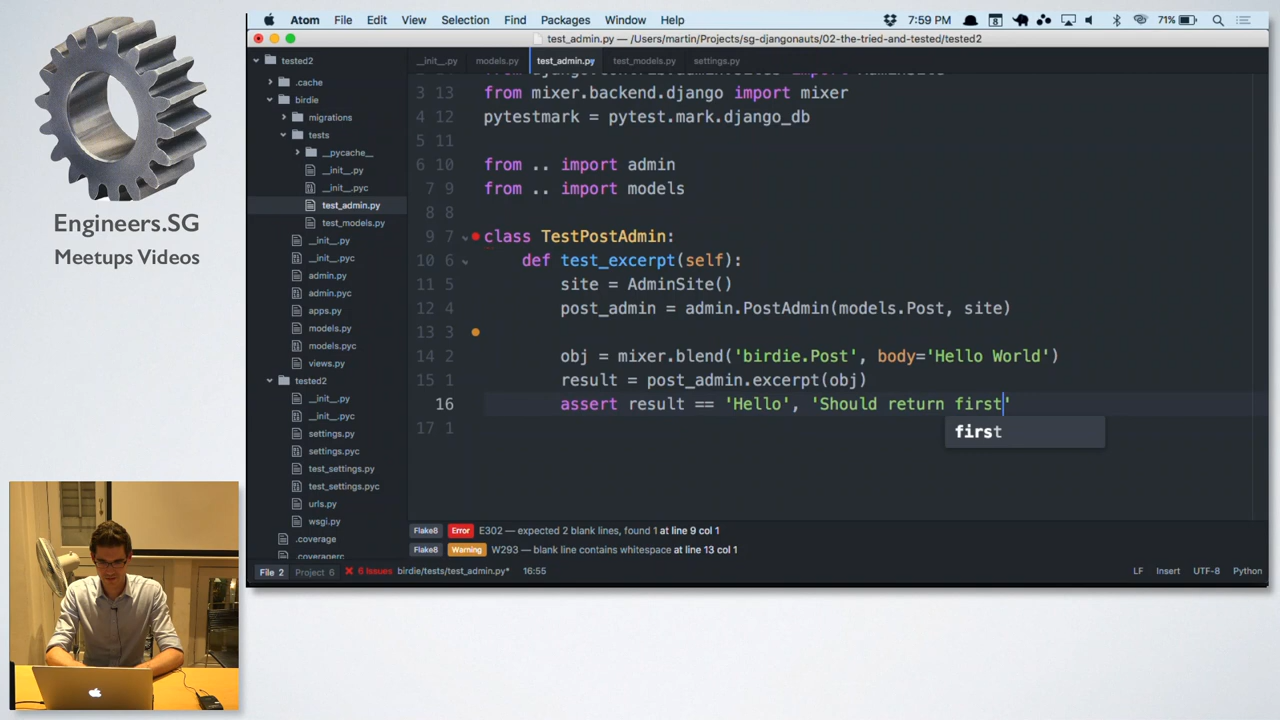 Atom File Edit View Selection Find Packages Window Help
7:59 PM
8
71%
test_admin.py — /Users/martin/Projects/sg-djangonauts/02-the-tried-and-tested/tested2
__init__.py models.py test_admin.py test_models.py settings.py
Engineers.SG
Meetups Videos
tested2
.cache
birdie
migrations
tests
__pycache__
__init__.py
__init__.pyc
test_admin.py
test_models.py
__init__.py
__init__.pyc
admin.py
admin.pyc
apps.py
models.py
models.pyc
views.py
tested2
__init__.py
__init__.pyc
settings.py
settings.pyc
test_settings.py
test_settings.pyc
urls.py
wsgi.py
.coverage
.coveragerc
3 13 from mixer.backend.django import mixer
4 12 pytestmark = pytest.mark.django_db
5 11
6 10 from .. import admin
7 9 from .. import models
8 8
9 7 class TestPostAdmin:
10 6 def test_excerpt(self):
11 5 site = AdminSite()
12 4 post_admin = admin.PostAdmin(models.Post, site)
13 3
14 2 obj = mixer.blend('birdie.Post', body='Hello World')
15 1 result = post_admin.excerpt(obj)
16 assert result == 'Hello', 'Should return first'
17 1
first
Flake8 Error E302 — expected 2 blank lines, found 1 at line 9 col 1
Flake8 Warning W293 — blank line contains whitespace at line 13 col 1
File 2 Project 6 6 Issues birdie/tests/test_admin.py* 16:55 LF Insert UTF-8 Python